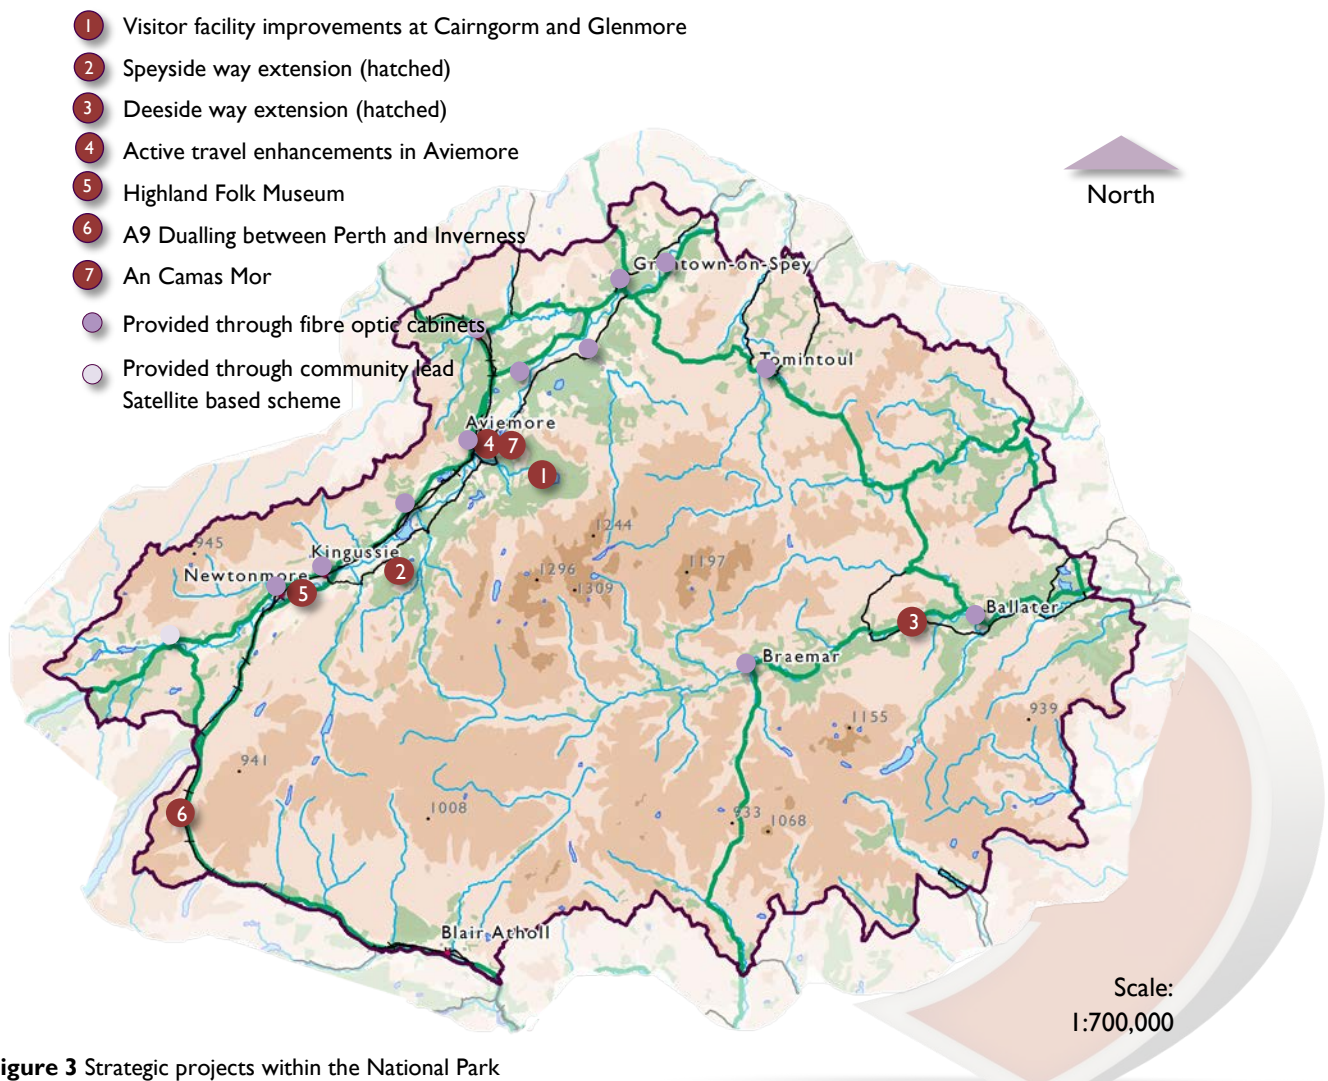 1 Visitor facility improvements at Cairngorm and Glenmore
2 Speyside way extension (hatched)
3 Deeside way extension (hatched)
4 Active travel enhancements in Aviemore
5 Highland Folk Museum
6 A9 Dualling between Perth and Inverness
7 An Camas Mor
Provided through fibre optic cabinets
Provided through community lead
Satellite based scheme
North
Grantown-on-Spey
Tomintoul
Aviemore
4 7
1
1244
945
Kingussie
1197
Newtonmore
2
1296
1309
5
Ballater
3
Braemar
1155
939
941
1008
6
933
1068
Blair Atholl
Scale:
1:700,000
igure 3 Strategic projects within the National Park